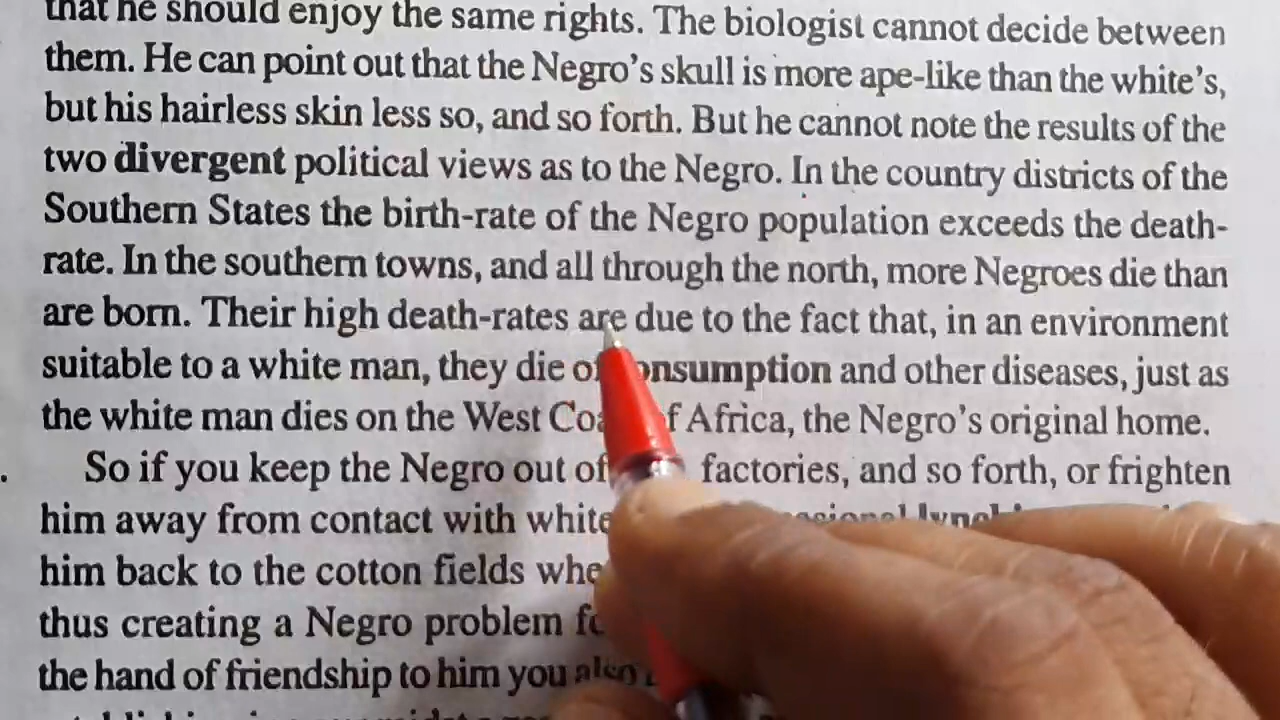 that he should enjoy the same rights. The biologist cannot decide between
them. He can point out that the Negro's skull is more ape-like than the white's,
but his hairless skin less so, and so forth. But he cannot note the results of the
two divergent political views as to the Negro. In the country districts of the
Southern States the birth-rate of the Negro population exceeds the death-
rate. In the southern towns, and all through the north, more Negroes die than
are born. Their high death-rates are due to the fact that, in an environment
suitable to a white man, they die of consumption and other diseases, just as
the white man dies on the West Coast of Africa, the Negro's original home.
So if you keep the Negro out of factories, and so forth, or frighten
him away from contact with white
him back to the cotton fields
thus creating a Negro problem
the hand of friendship to him you also